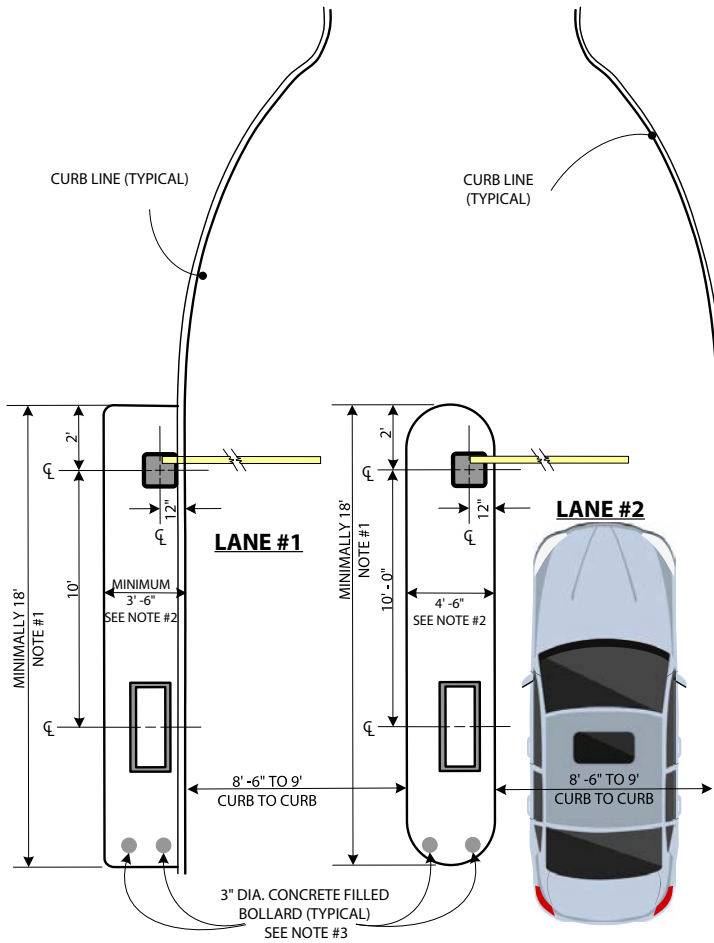 CURB LINE (TYPICAL)
CURB LINE
(TYPICAL)
2'
2'
℄
℄
12"
12"
℄
℄
LANE #1
LANE #2
MINIMALLY 18'
NOTE #1
10'
MINIMUM
3' -6"
SEE NOTE #2
MINIMALLY 18'
NOTE #1
10' - 0"
4' -6"
SEE NOTE #2
℄
℄
8' -6" TO 9'
CURB TO CURB
8' -6" TO 9'
CURB TO CURB
3" DIA. CONCRETE FILLED
BOLLARD (TYPICAL)
SEE NOTE #3